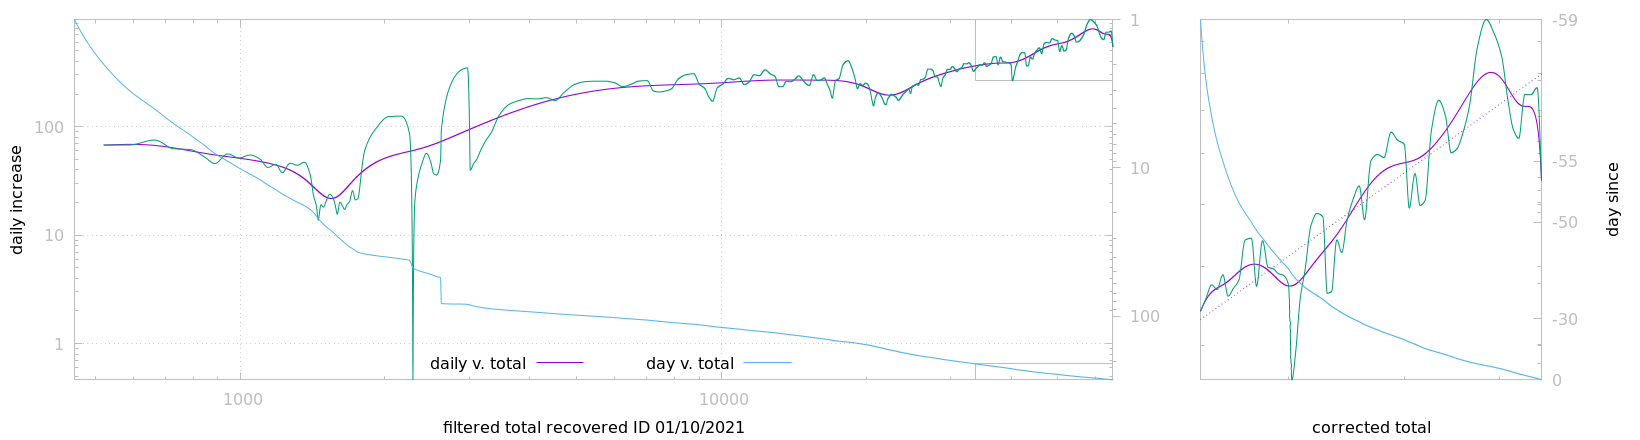 1
-59
100
10
-55
-50
10
-30
100
1
0
daily increase
day since
daily v. total
day v. total
1000
10000
filtered total recovered ID 01/10/2021
corrected total